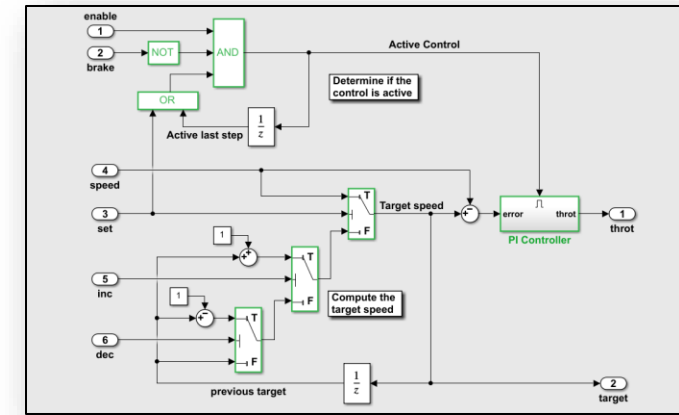 enable
1
2
brake
NOT
AND
OR
Active Control
Determine if the
control is active
Active last step
1
z
4
speed
3
set
T
F
Target speed
error
throt
PI Controller
1
throt
1
T
F
5
inc
Compute the
target speed
1
T
F
6
dec
previous target
1
z
2
target